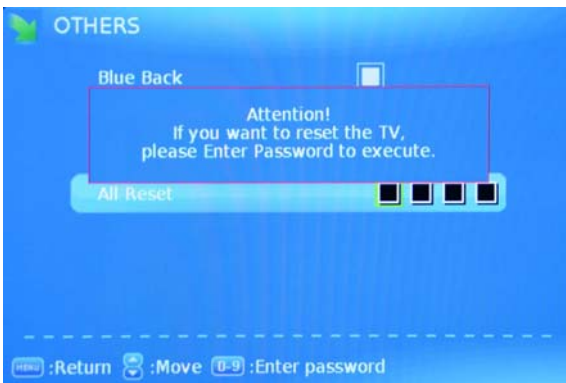 OTHERS
Blue Back
Attention!
If you want to reset the TV,
please Enter Password to execute.
All Reset
MENU :Return :Move 0-9 :Enter password